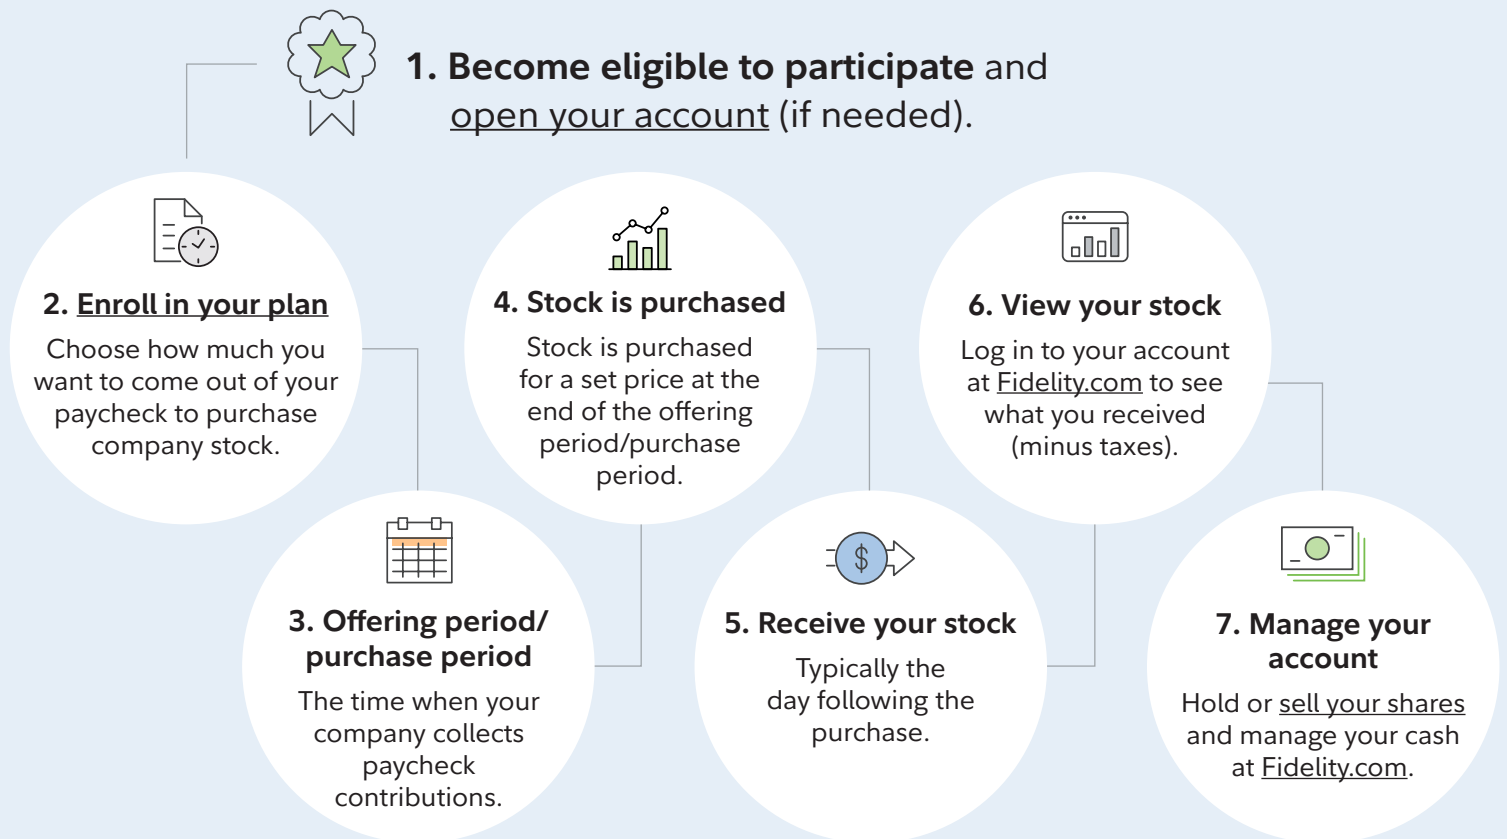 1. Become eligible to participate and
open your account (if needed).
2. Enroll in your plan
Choose how much you
want to come out of your
paycheck to purchase
company stock.
3. Offering period/
purchase period
The time when your
company collects
paycheck
contributions.
4. Stock is purchased
Stock is purchased
for a set price at the
end of the offering
period/purchase
period.
5. Receive your stock
Typically the
day following the
purchase.
6. View your stock
Log in to your account
at Fidelity.com to see
what you received
(minus taxes).
7. Manage your
account
Hold or sell your shares
and manage your cash
at Fidelity.com.